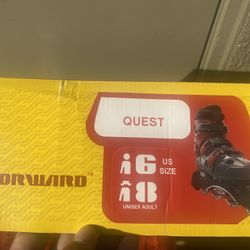 QUEST
6 US SIZE
ORWARD™
8
UNISEX ADULT